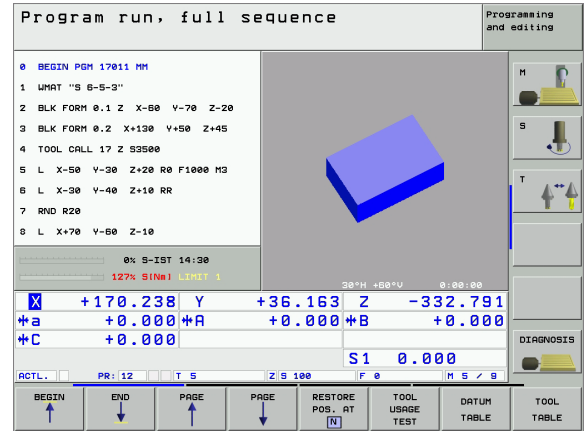 Program run, full sequence
Programming
and editing
0 BEGIN PGM 17011 MM
1 WMAT "S 6-5-3"
2 BLK FORM 0.1 Z X-60 Y-70 Z-20
3 BLK FORM 0.2 X+130 Y+50 Z+45
4 TOOL CALL 17 Z S3500
5 L X-50 Y-30 Z+20 R0 F1000 M3
6 L X-30 Y-40 Z+10 RR
7 RND R20
8 L X+70 Y-60 Z-10
0% S-IST 14:30
127% S[Nm] LIMIT 1
30°H +60°V 0:00:00
M
S
T
DIAGNOSIS
X +170.238 Y +36.163 Z -332.791
a +0.000 A +0.000 B +0.000
C +0.000
S1 0.000
ACTL. PR: 12 T 5 Z S 100 F 0 M 5 / 9
BEGIN
END
PAGE
PAGE
RESTORE
POS. AT
N
TOOL
USAGE
TEST
DATUM
TABLE
TOOL
TABLE